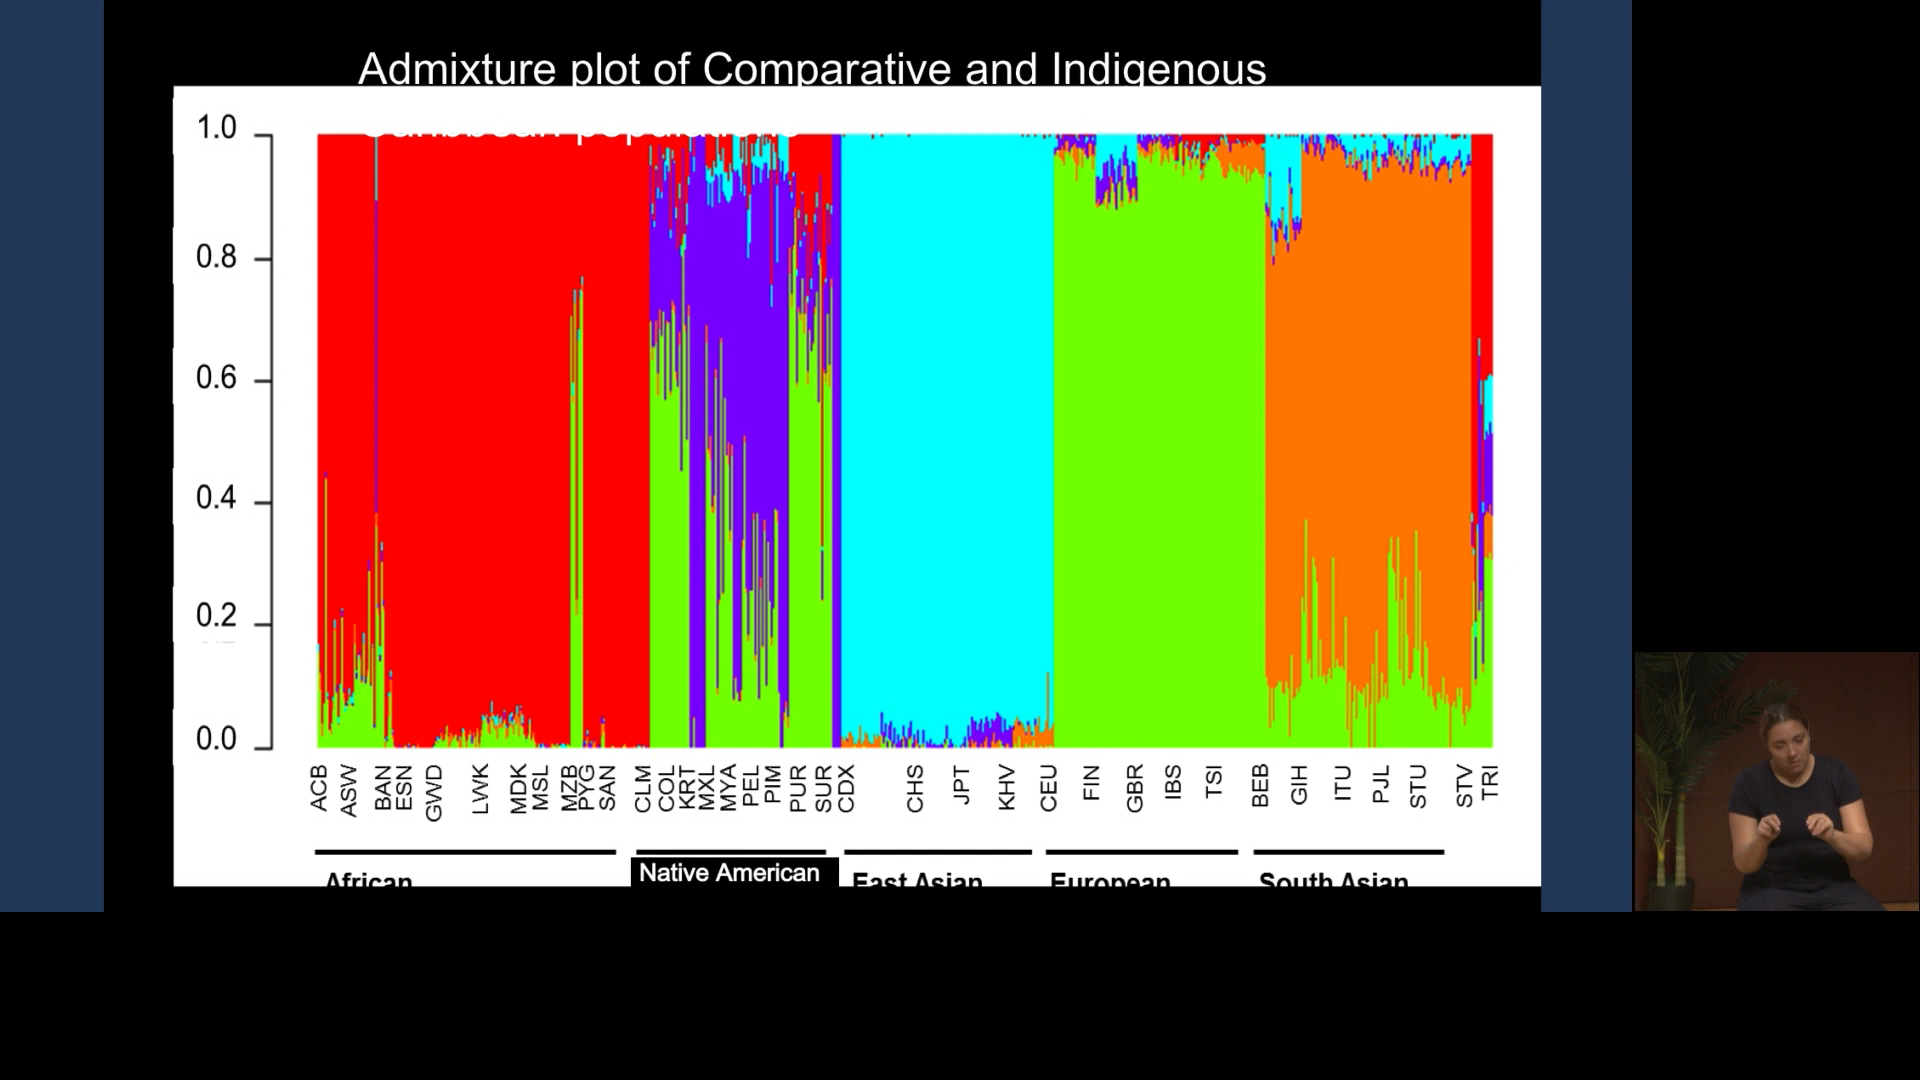 Admixture plot of Comparative and Indigenous
1.0
0.8
0.6
0.4
0.2
0.0
ACB ASW BAN ESN GWD LWK MDK MSL MZB PYG SAN CLM COL KRT MXL MYA PEL PIM PUR SUR CDX CHS JPT KHV CEU FIN GBR IBS TSI BEB GIH ITU PJL STU STV TRI
African Native American East Asian European South Asian